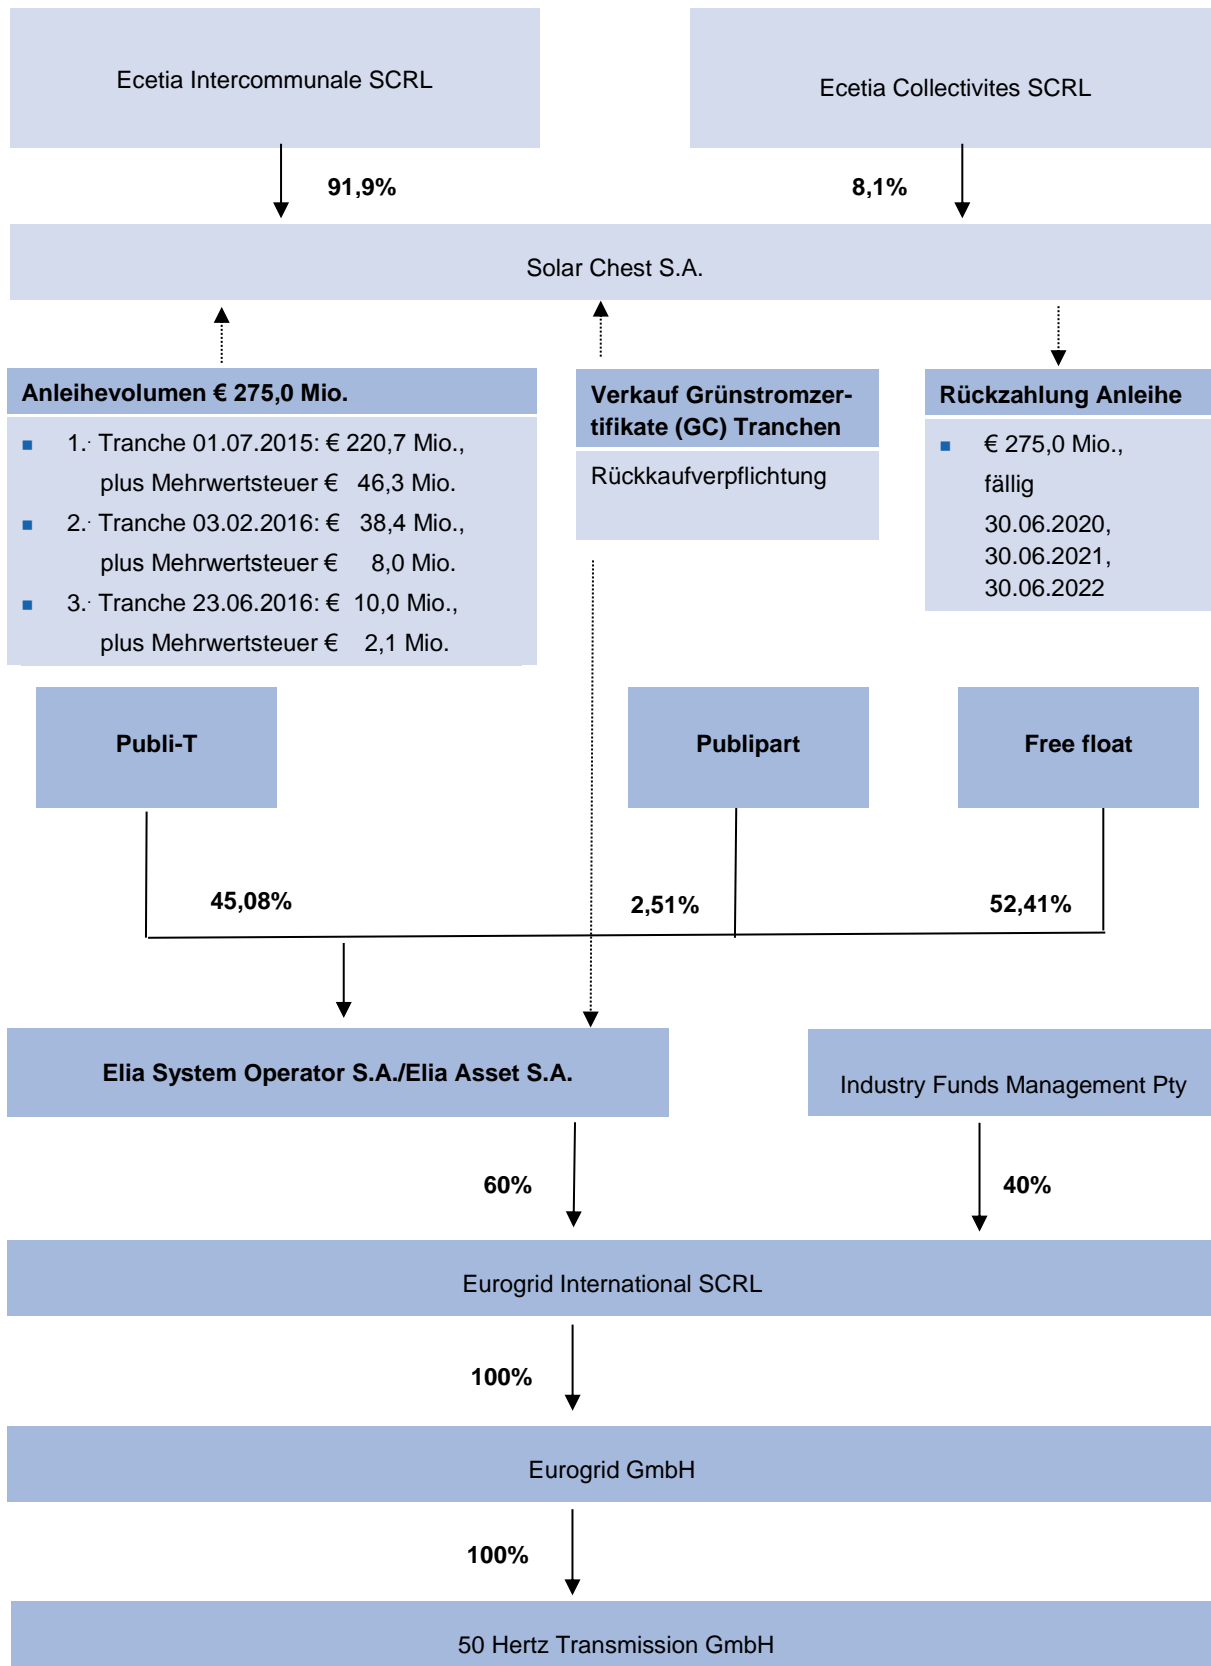 Ecetia Intercommunale SCRL
Ecetia Collectivites SCRL
91,9%
8,1%
Solar Chest S.A.
Anleihevolumen € 275,0 Mio.
1. Tranche 01.07.2015: € 220,7 Mio.,
plus Mehrwertsteuer € 46,3 Mio.
2. Tranche 03.02.2016: € 38,4 Mio.,
plus Mehrwertsteuer € 8,0 Mio.
3. Tranche 23.06.2016: € 10,0 Mio.,
plus Mehrwertsteuer € 2,1 Mio.
Verkauf Grünstromzer-
tifikate (GC) Tranchen
Rückkaufverpflichtung
Rückzahlung Anleihe
€ 275,0 Mio.,
fällig
30.06.2020,
30.06.2021,
30.06.2022
Publi-T
Publipart
Free float
45,08%
2,51%
52,41%
Elia System Operator S.A./Elia Asset S.A.
Industry Funds Management Pty
60%
40%
Eurogrid International SCRL
100%
Eurogrid GmbH
100%
50 Hertz Transmission GmbH